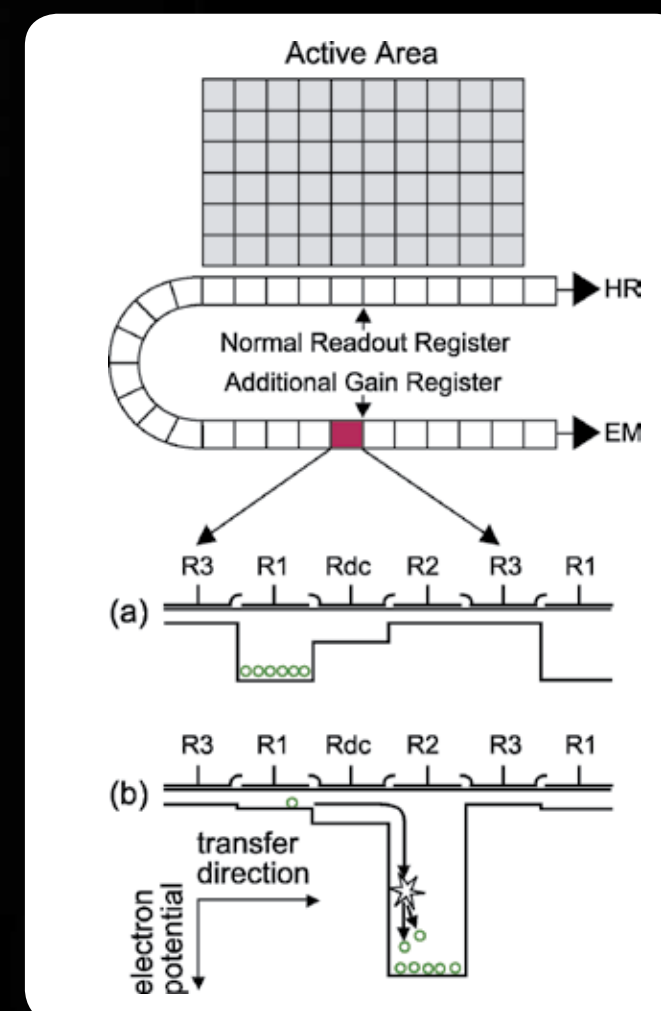 Active Area
HR
Normal Readout Register
Additional Gain Register
EM
R3 R1 Rdc R2 R3 R1
(a)
R3 R1 Rdc R2 R3 R1
(b)
transfer
direction
electron
potential